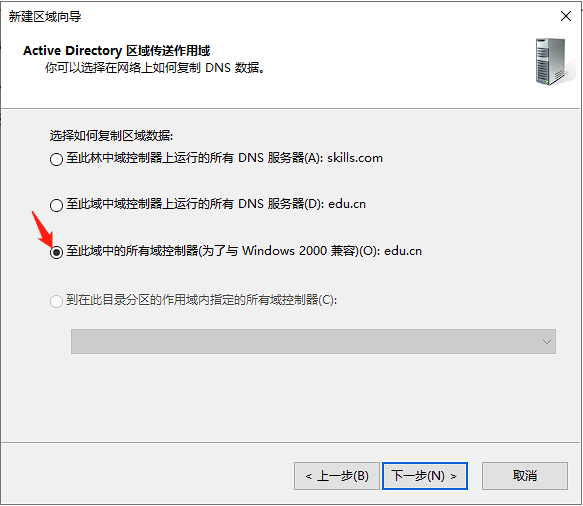 新建区域向导
Active Directory 区域传送作用域
你可以选择在网络上如何复制 DNS 数据。
选择如何复制区域数据:
至此林中域控制器上运行的所有 DNS 服务器(A): skills.com
至此域中域控制器上运行的所有 DNS 服务器(D): edu.cn
至此域中的所有域控制器(为了与 Windows 2000 兼容)(O): edu.cn
到在此目录分区的作用域内指定的所有域控制器(C):
< 上一步(B) 下一步(N) > 取消